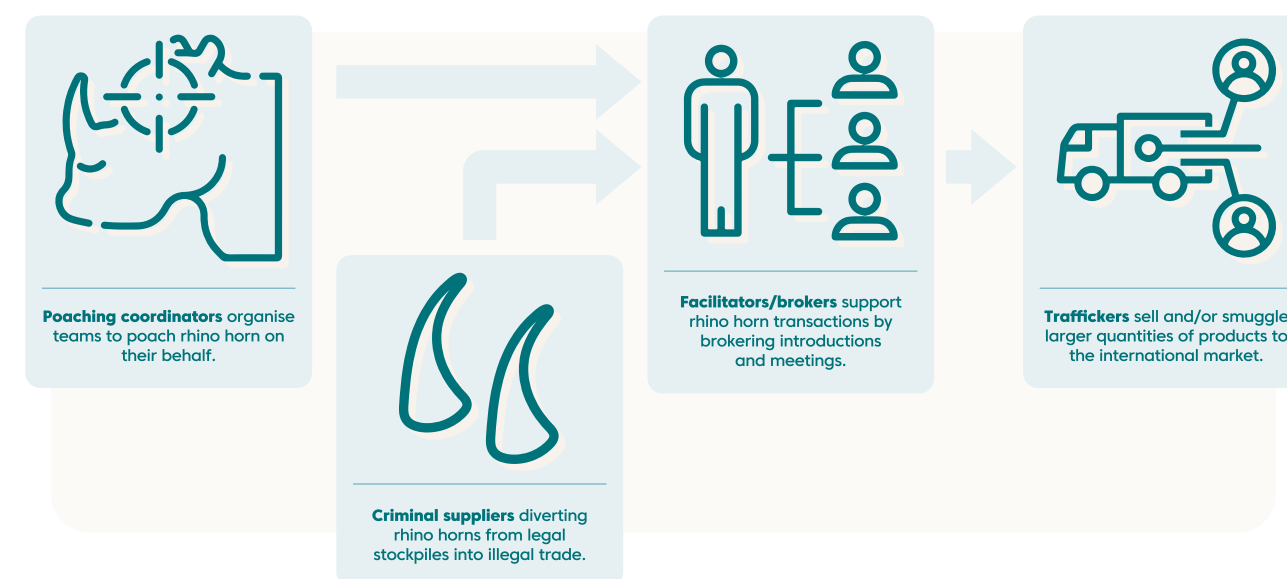 Poaching coordinators organise
teams to poach rhino horn on
their behalf.
Criminal suppliers diverting
rhino horns from legal
stockpiles into illegal trade.
Facilitators/brokers support
rhino horn transactions by
brokering introductions
and meetings.
Traffickers sell and/or smuggle
larger quantities of products to
the international market.